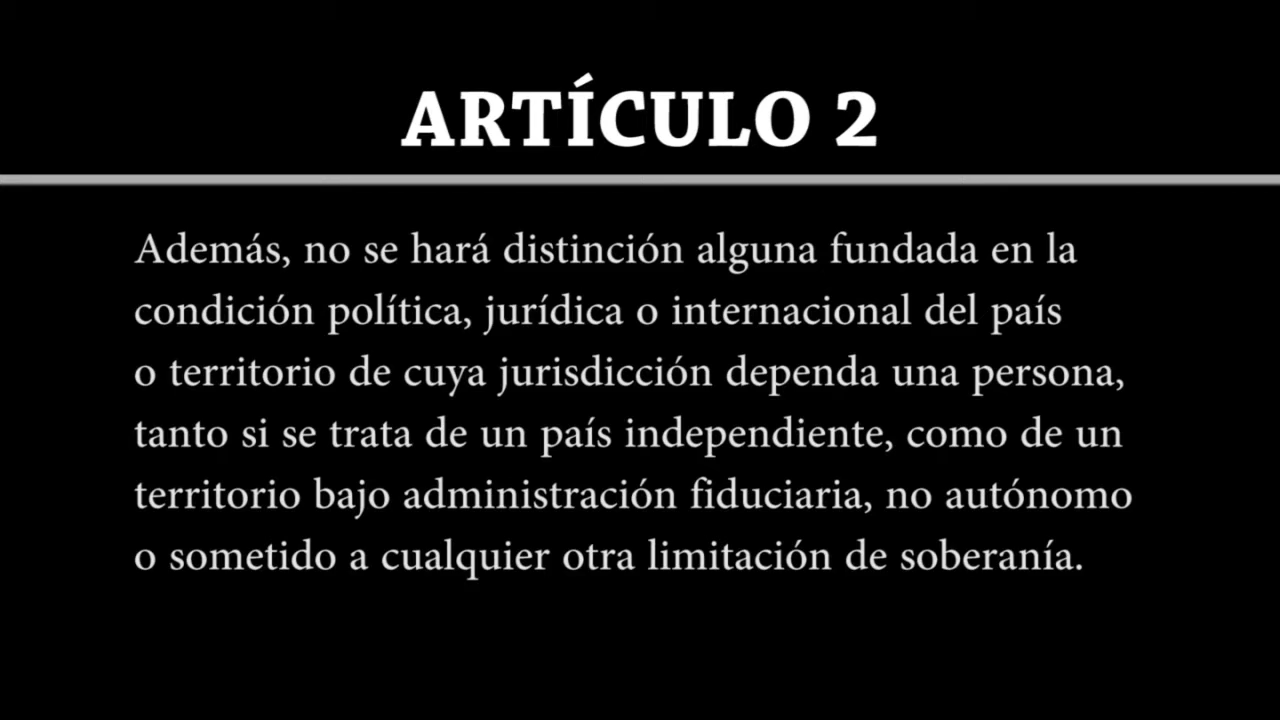 ARTÍCULO 2
Además, no se hará distinción alguna fundada en la
condición política, jurídica o internacional del país
o territorio de cuya jurisdicción dependa una persona,
tanto si se trata de un país independiente, como de un
territorio bajo administración fiduciaria, no autónomo
o sometido a cualquier otra limitación de soberanía.